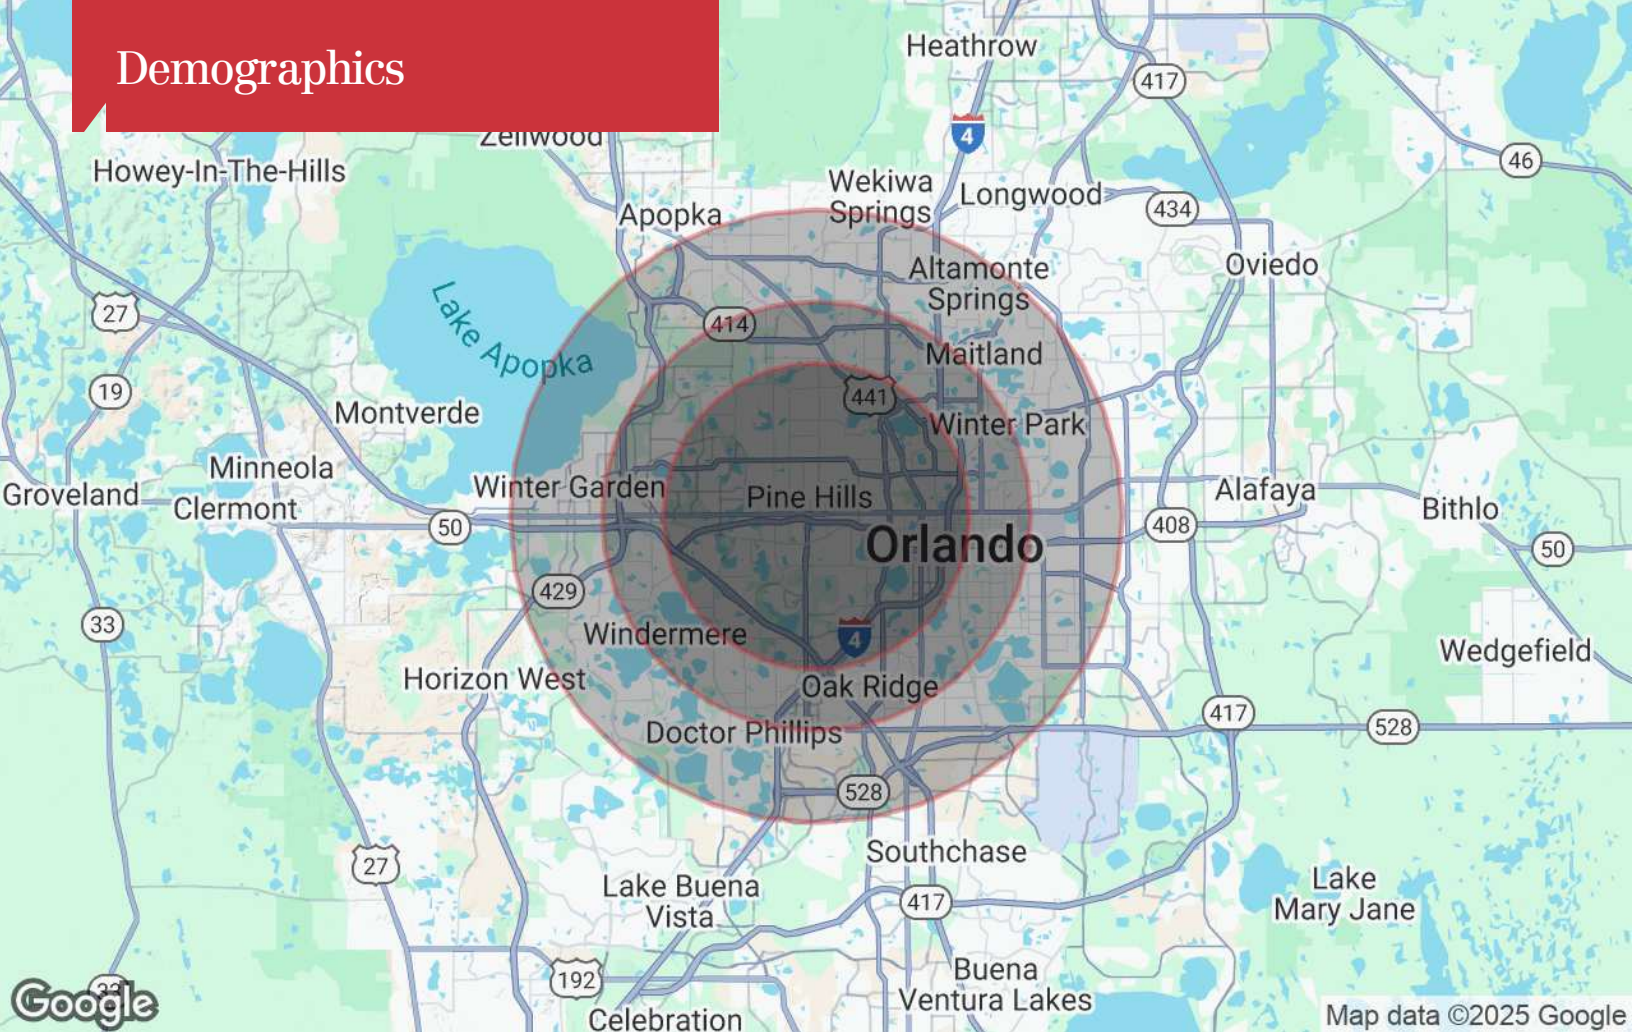 Demographics
Heathrow
417
4
Zellwood
46
Howey-In-The-Hills
Wekiwa
Springs
Longwood
434
Apopka
Altamonte
Springs
Oviedo
27
Lake Apopka
414
Maitland
19
441
Montverde
Winter Park
Minneola
Winter Garden
Pine Hills
Alafaya
Groveland
Clermont
Bithlo
50
Orlando
408
50
429
33
Windermere
4
Wedgefield
Horizon West
Oak Ridge
417
528
Doctor Phillips
528
27
Southchase
Lake Buena
Vista
417
Lake
Mary Jane
192
Buena
Ventura Lakes
33
Google
Celebration
Map data ©2025 Google